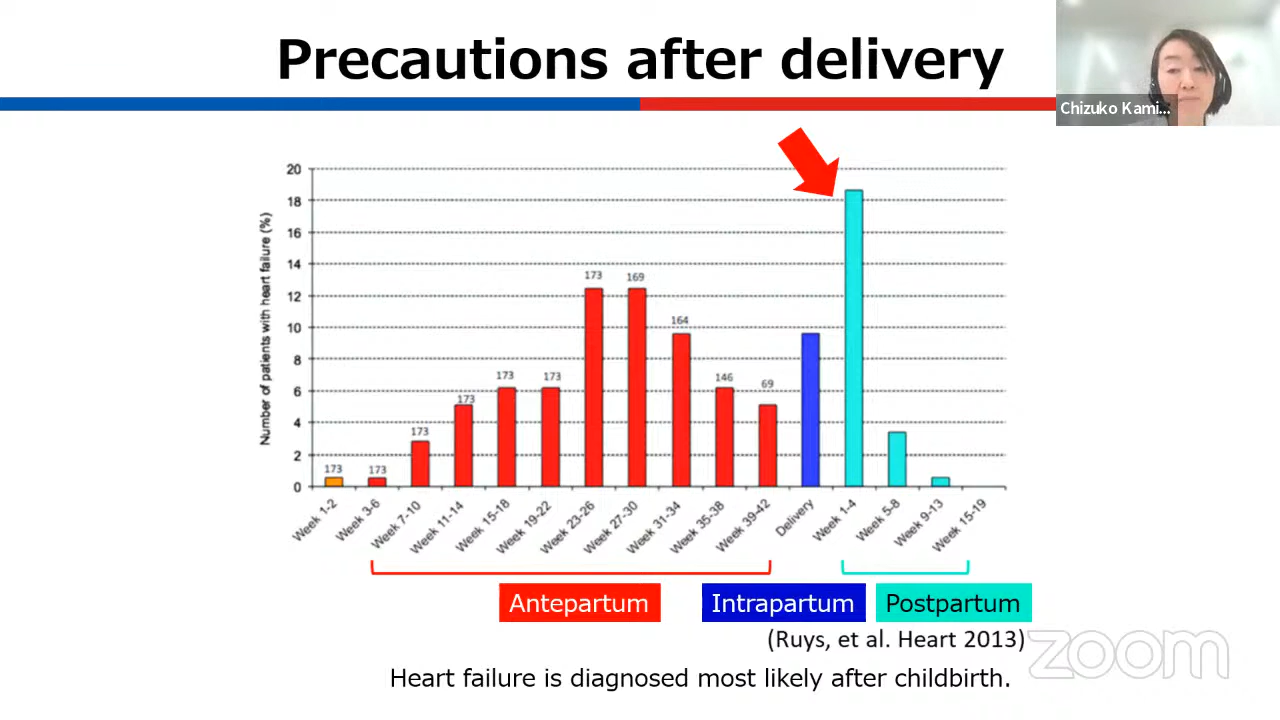 Precautions after delivery
Chizuko Kami...
Number of patients with heart failure (%)
20
18
16
14
12
10
8
6
4
2
0
173
173
173
173
173
173
173
169
164
146
69
Week 1-2
Week 3-6
Week 7-10
Week 11-14
Week 15-18
Week 19-22
Week 23-26
Week 27-30
Week 31-34
Week 35-38
Week 39-42
Delivery
Week 1-4
Week 5-8
Week 9-13
Week 15-19
Antepartum
Intrapartum
Postpartum
(Ruys, et al. Heart 2013)
zoom
Heart failure is diagnosed most likely after childbirth.